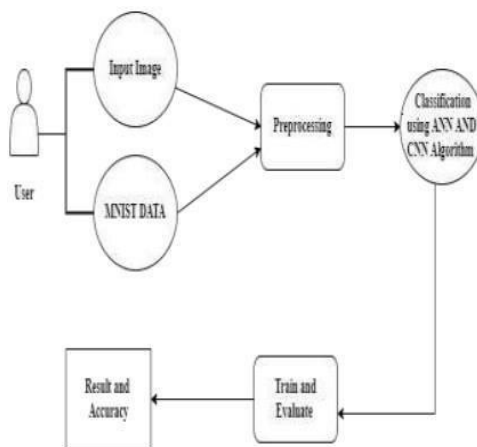 Input Image
User
MNIST DATA
Preprocessing
Classification
using ANN AND
CNN Algorithm
Train and
Evaluate
Result and
Accuracy